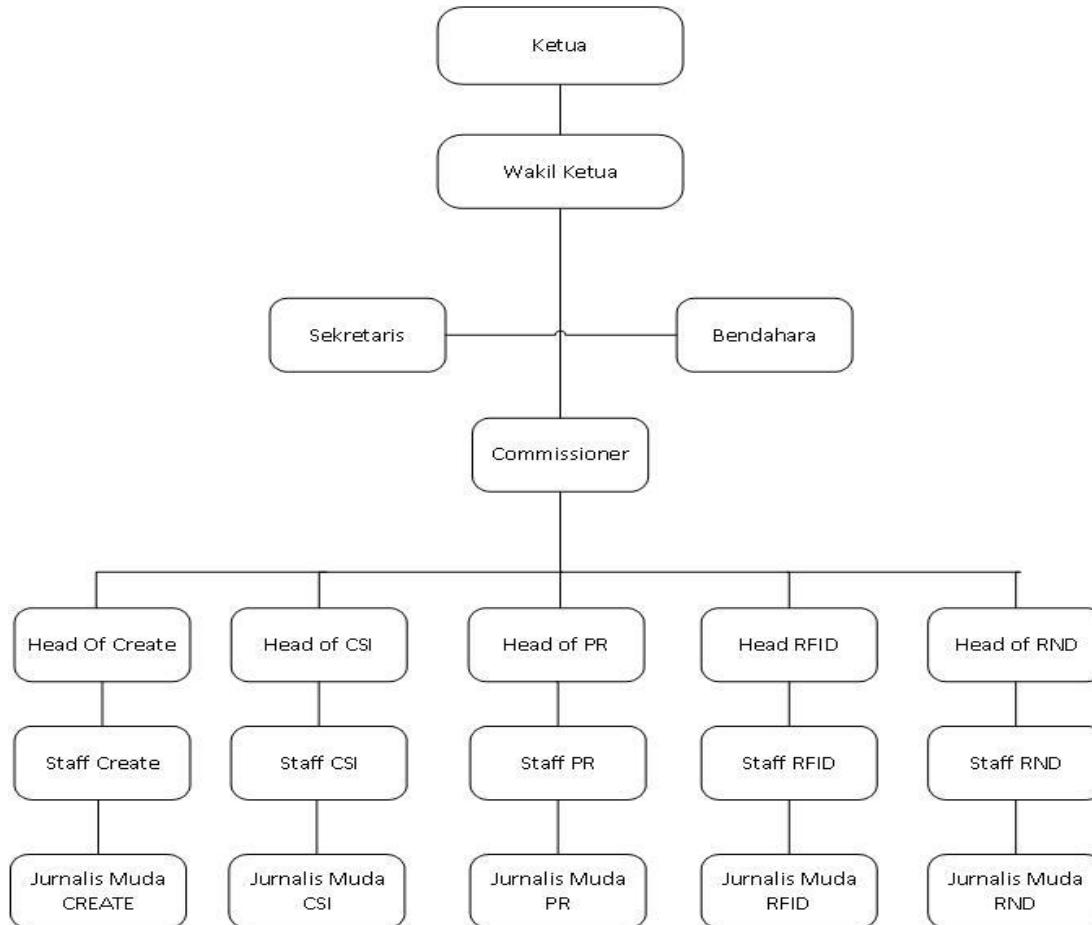 Ketua
Wakil Ketua
Sekretaris
Bendahara
Commissioner
Head Of Create
Head of CSI
Head of PR
Head RFID
Head of RND
Staff Create
Staff CSI
Staff PR
Staff RFID
Staff RND
Jurnalis Muda
CREATE
Jurnalis Muda
CSI
Jurnalis Muda
PR
Jurnalis Muda
RFID
Jurnalis Muda
RND